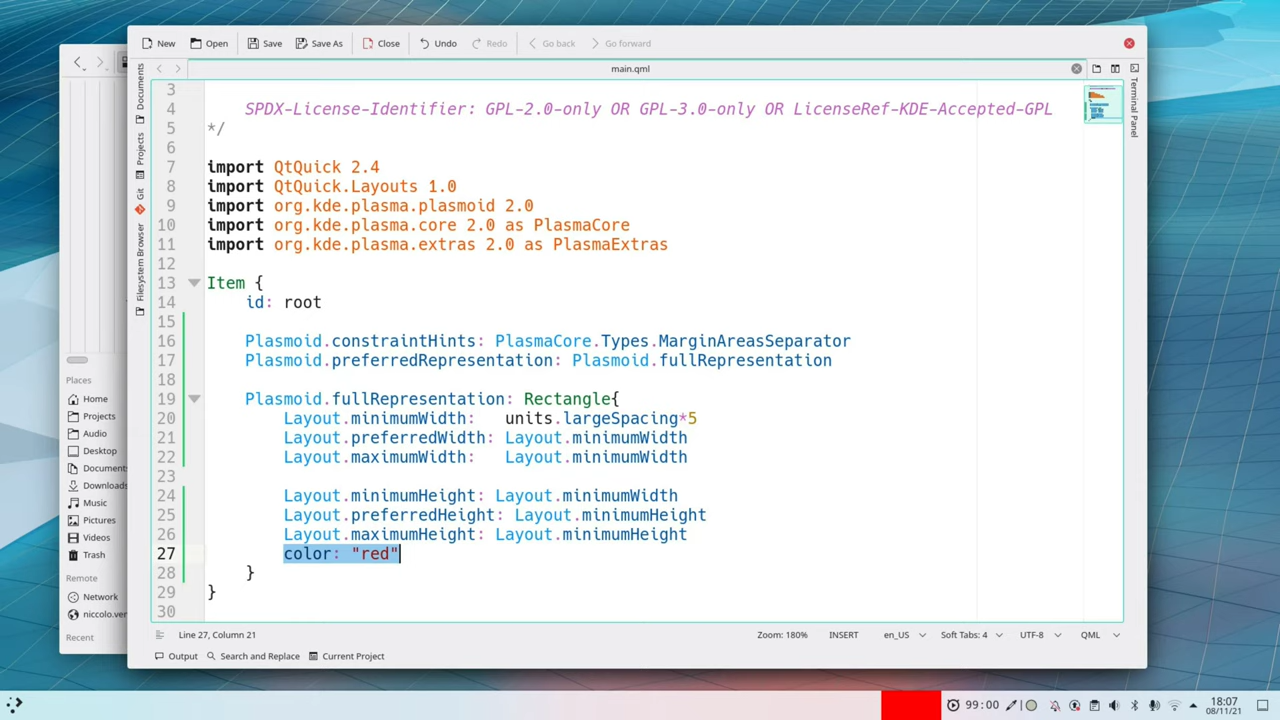 New
Open
Save
Save As
Close
Undo
Redo
Go back
Go forward
main.qml
Documents
Projects
Git
Filesystem Browser
Terminal Panel
3
4 SPDX-License-Identifier: GPL-2.0-only OR GPL-3.0-only OR LicenseRef-KDE-Accepted-GPL
5 */
6
7 import QtQuick 2.4
8 import QtQuick.Layouts 1.0
9 import org.kde.plasma.plasmoid 2.0
10 import org.kde.plasma.core 2.0 as PlasmaCore
11 import org.kde.plasma.extras 2.0 as PlasmaExtras
12
13 Item {
14 id: root
15
16 Plasmoid.constraintHints: PlasmaCore.Types.MarginAreasSeparator
17 Plasmoid.preferredRepresentation: Plasmoid.fullRepresentation
18
19 Plasmoid.fullRepresentation: Rectangle{
20 Layout.minimumWidth: units.largeSpacing*5
21 Layout.preferredWidth: Layout.minimumWidth
22 Layout.maximumWidth: Layout.minimumWidth
23
24 Layout.minimumHeight: Layout.minimumWidth
25 Layout.preferredHeight: Layout.minimumHeight
26 Layout.maximumHeight: Layout.minimumHeight
27 color: "red"
28 }
29 }
30
Places
Home
Projects
Audio
Desktop
Document
Downloads
Music
Pictures
Videos
Trash
Remote
Network
niccolo.ver
Recent
Line 27, Column 21
Zoom: 180%
INSERT
en_US
Soft Tabs: 4
UTF-8
QML
Output
Search and Replace
Current Project
99:00
18:07
08/11/21